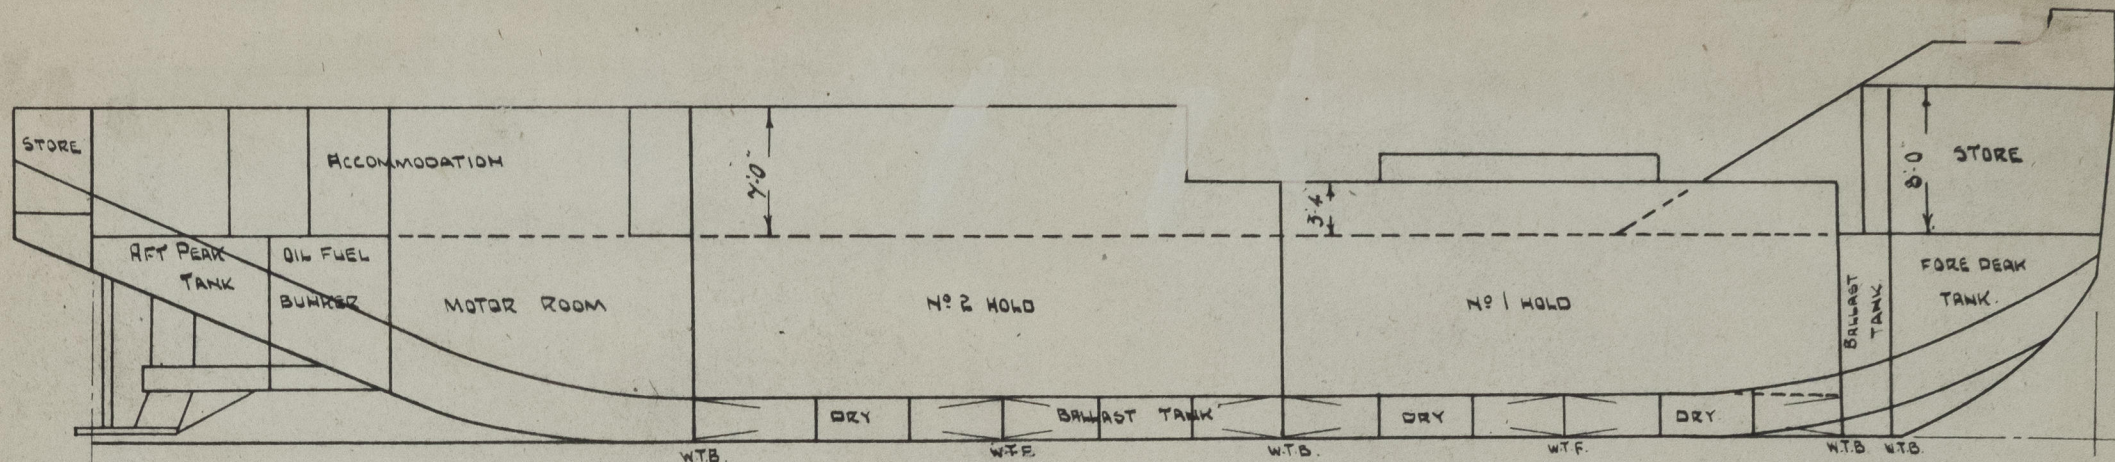 STORE
ACCOMMODATION
7'.0"
3'.4
8'.0
STORE
AFT PEAK
TANK
OIL FUEL
BUNKER
MOTOR ROOM
Nº 2 HOLD
Nº 1 HOLD
BALLAST
TANK
FORE PEAK
TANK.
DRY
BALLAST TANK
DRY
DRY
W.T.B.
W.T.F.
W.T.B.
W.T.F.
W.T.B.
W.T.B.